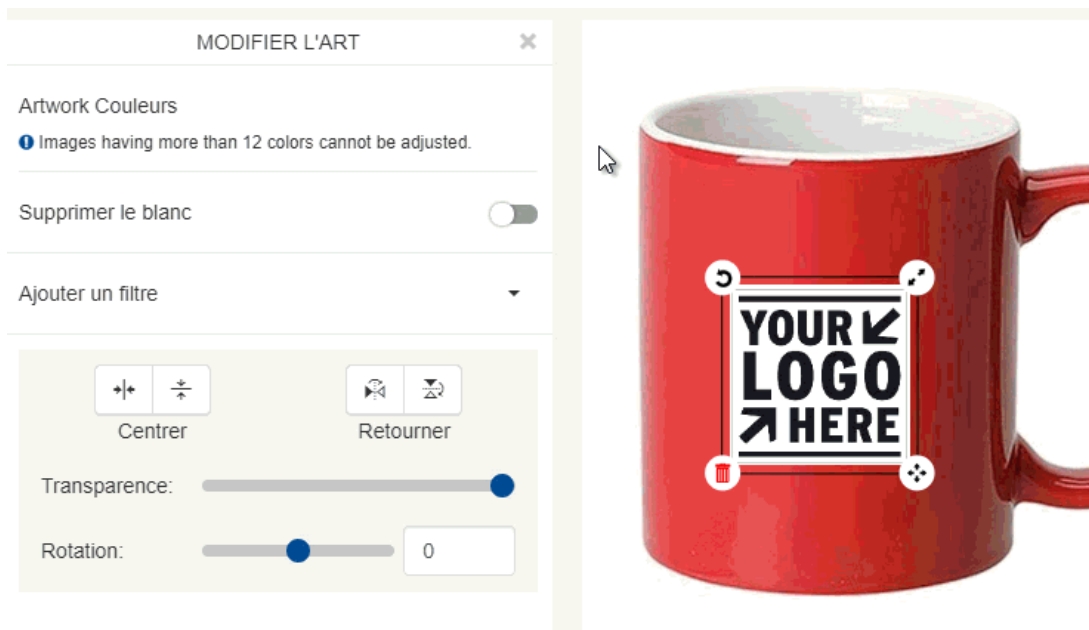 MODIFIER L'ART
Artwork Couleurs
Images having more than 12 colors cannot be adjusted.
Supprimer le blanc
Ajouter un filtre
Centrer
Retourner
Transparence:
Rotation:
0
YOUR
LOGO
HERE